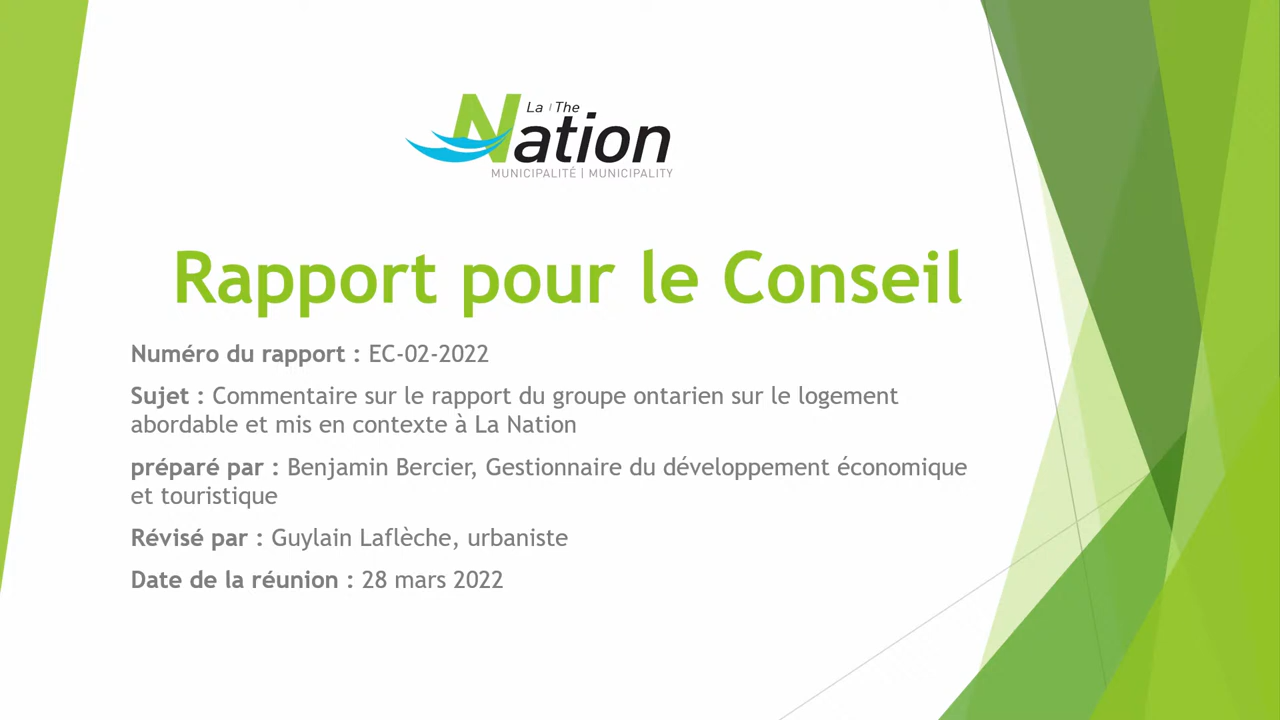 La | The
Nation
MUNICIPALITÉ | MUNICIPALITY
Rapport pour le Conseil
Numéro du rapport : EC-02-2022
Sujet : Commentaire sur le rapport du groupe ontarien sur le logement
abordable et mis en contexte à La Nation
préparé par : Benjamin Bercier, Gestionnaire du développement économique
et touristique
Révisé par : Guylain Laflèche, urbaniste
Date de la réunion : 28 mars 2022